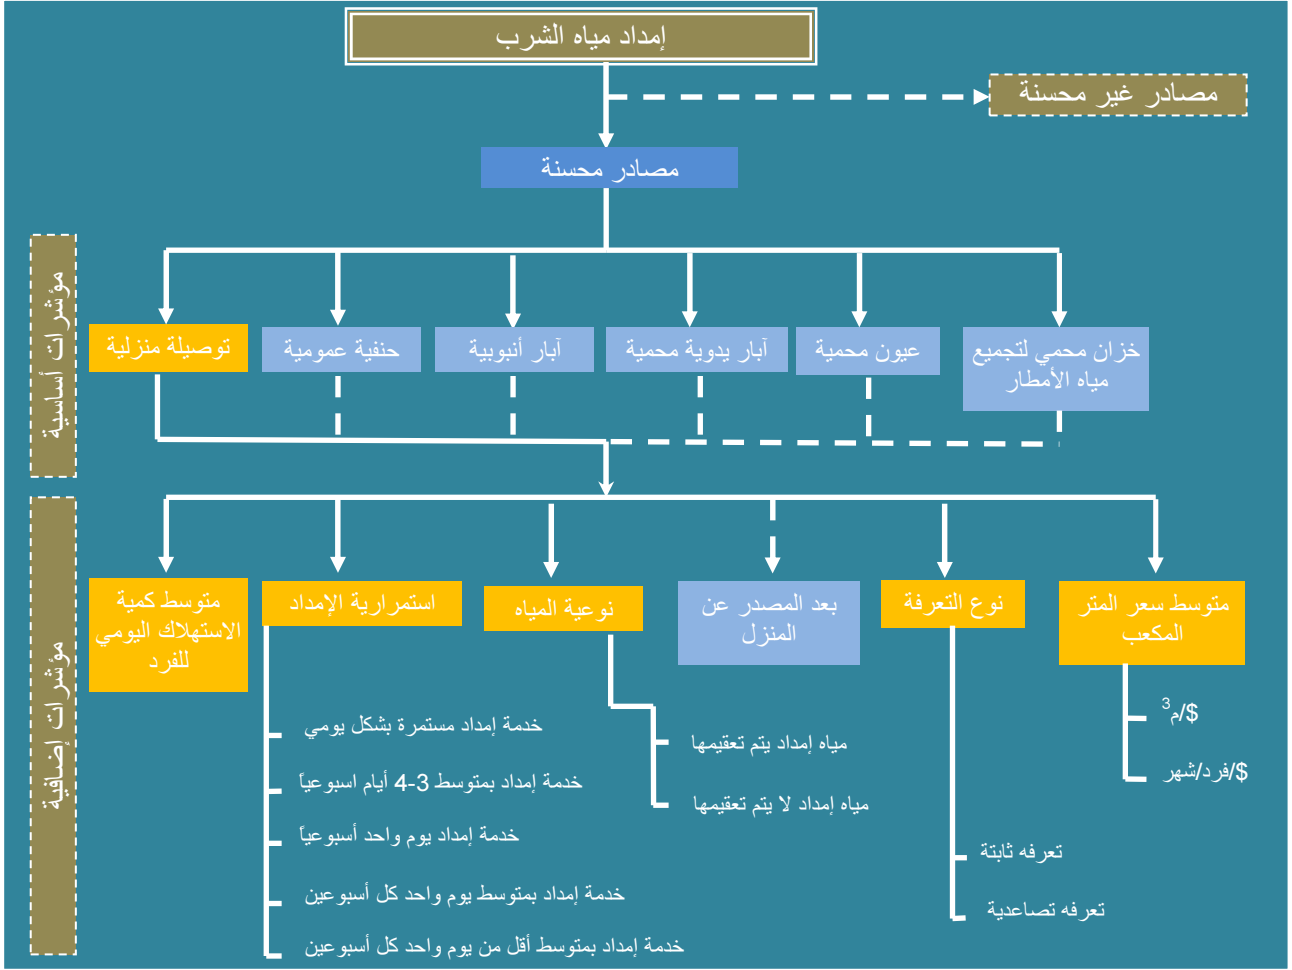 إمداد مياه الشرب
مصادر غير محسنة
مصادر محسنة
مؤشرات أساسية
خزان محمي لتجميع
مياه الأمطار
عيون محمية
آبار يدوية محمية
آبار أنبوبية
حنفية عمومية
توصيلة منزلية
مؤشرات إضافية
متوسط سعر المتر
المكعب
نوع التعرفة
بعد المصدر عن
المنزل
نوعية المياه
استمرارية الإمداد
متوسط كمية
الاستهلاك اليومي
للفرد
$/م3
$/فرد/شهر
تعرفه ثابتة
تعرفه تصاعدية
مياه إمداد يتم تعقيمها
مياه إمداد لا يتم تعقيمها
خدمة إمداد مستمرة بشكل يومي
خدمة إمداد بمتوسط 3-4 أيام اسبوعياً
خدمة إمداد يوم واحد أسبوعياً
خدمة إمداد بمتوسط يوم واحد كل أسبوعين
خدمة إمداد بمتوسط أقل من يوم واحد كل أسبوعين